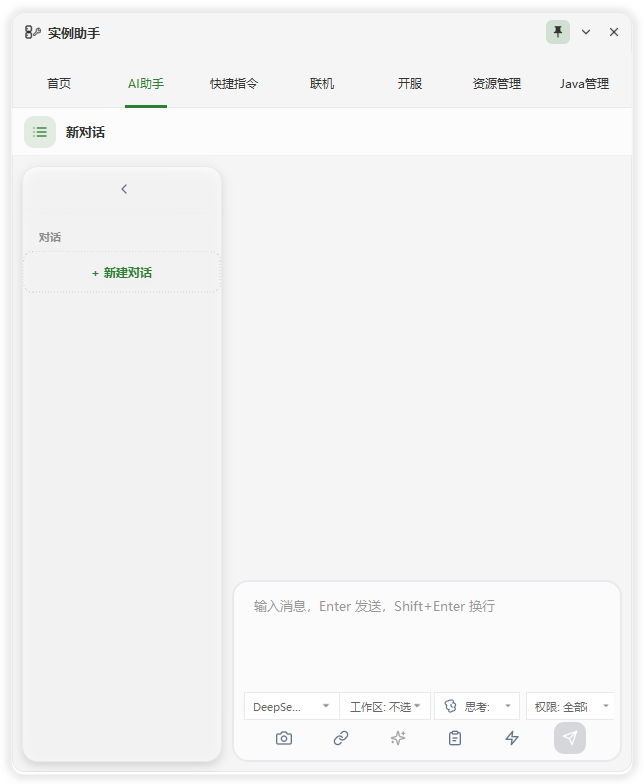 实例助手
首页 AI助手 快捷指令 联机 开服 资源管理 Java管理
新对话
对话
+ 新建对话
输入消息，Enter 发送，Shift+Enter 换行
DeepSe... 工作区: 不选 思考: 权限: 全部